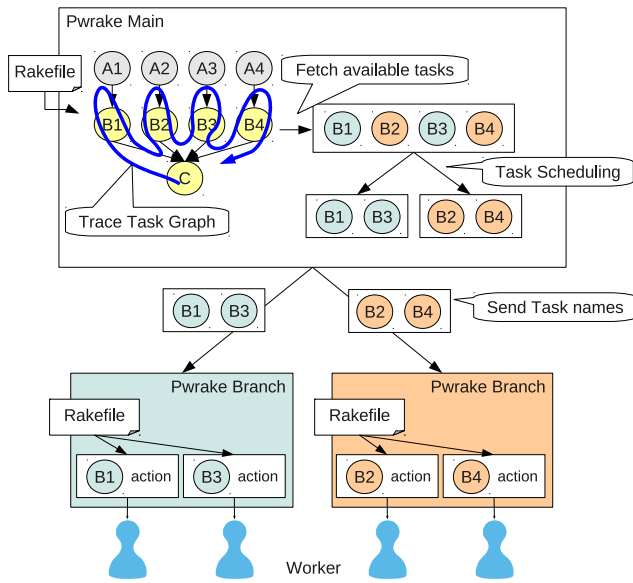 Pwrake Main
Rakefile
A1 A2 A3 A4
Fetch available tasks
B1 B2 B3 B4
B1 B2 B3 B4
C
Task Scheduling
Trace Task Graph
B1 B3
B2 B4
B1 B3
B2 B4
Send Task names
Pwrake Branch
Rakefile
B1 action
B3 action
Pwrake Branch
Rakefile
B2 action
B4 action
Worker